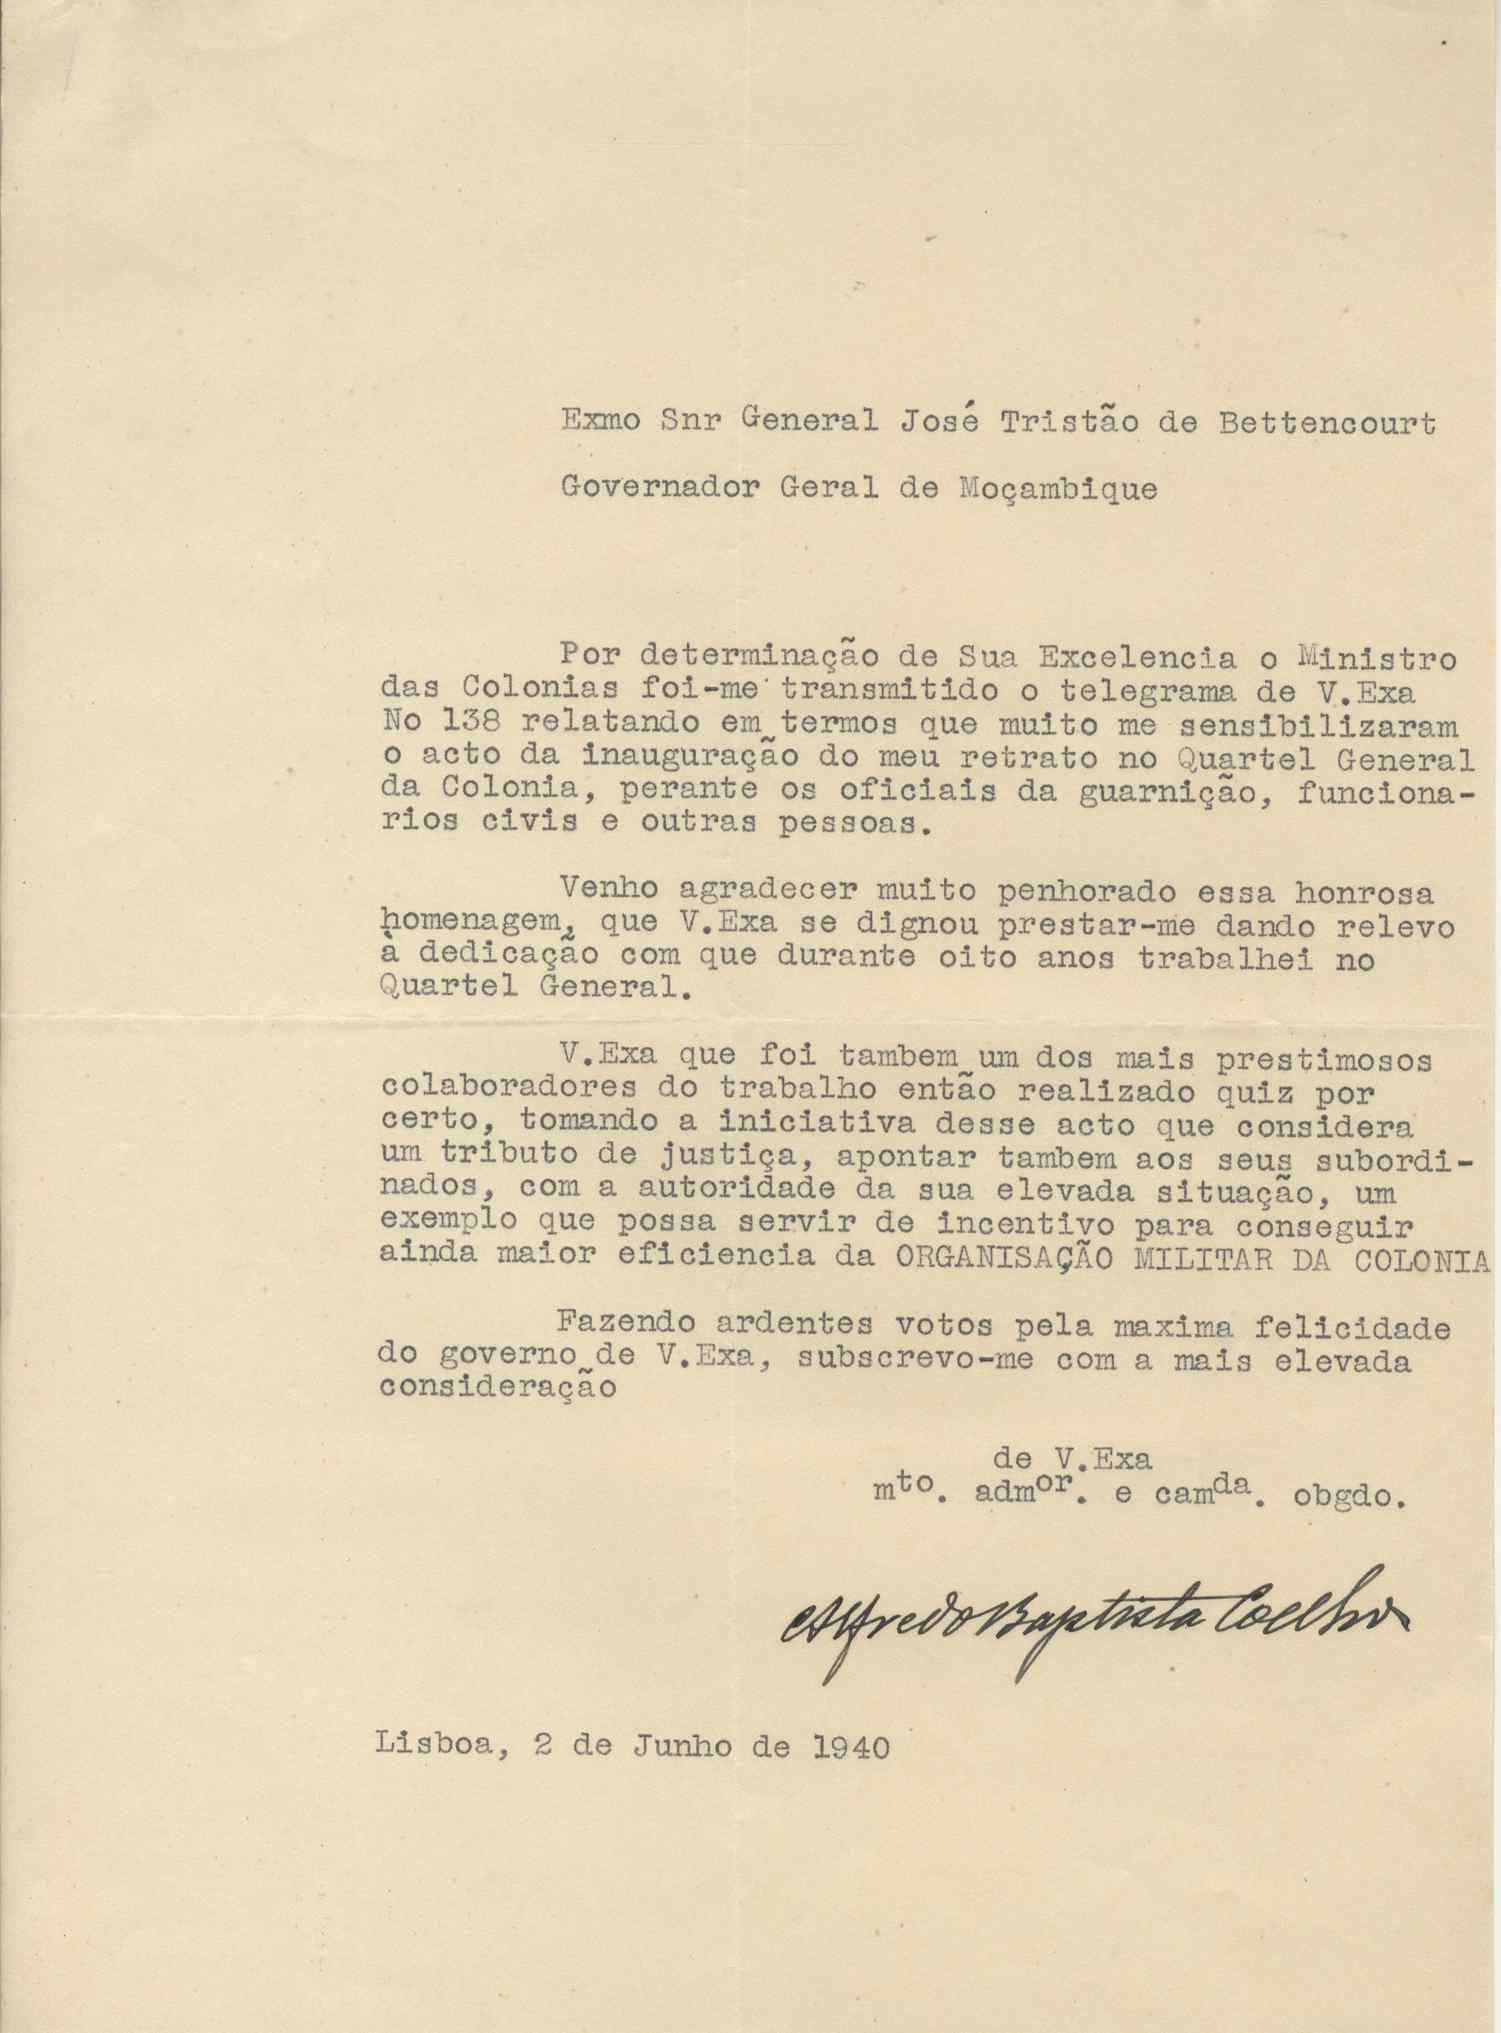 Exmo Snr General José Tristão de Bettencourt
Governador Geral de Moçambique
Por determinação de Sua Excelencia o Ministro
das Colonias foi-me transmitido o telegrama de V.Exa
No 138 relatando em termos que muito me sensibilizaram
o acto da inauguração do meu retrato no Quartel General
da Colonia, perante os oficiais da guarnição, funciona-
rios civis e outras pessoas.
Venho agradecer muito penhorado essa honrosa
homenagem, que V.Exa se dignou prestar-me dando relevo
à dedicação com que durante oito anos trabalhei no
Quartel General.
V.Exa que foi tambem um dos mais prestimosos
colaboradores do trabalho então realizado quiz por
certo, tomando a iniciativa desse acto que considera
um tributo de justiça, apontar tambem aos seus subordi-
nados, com a autoridade da sua elevada situação, um
exemplo que possa servir de incentivo para conseguir
ainda maior eficiencia da ORGANISAÇÃO MILITAR DA COLONIA
Fazendo ardentes votos pela maxima felicidade
do governo de V.Exa, subscrevo-me com a mais elevada
consideração
de V.Exa
mto. admor. e camda. obgdo.
Alfredo Baptista Coelho
Lisboa, 2 de Junho de 1940